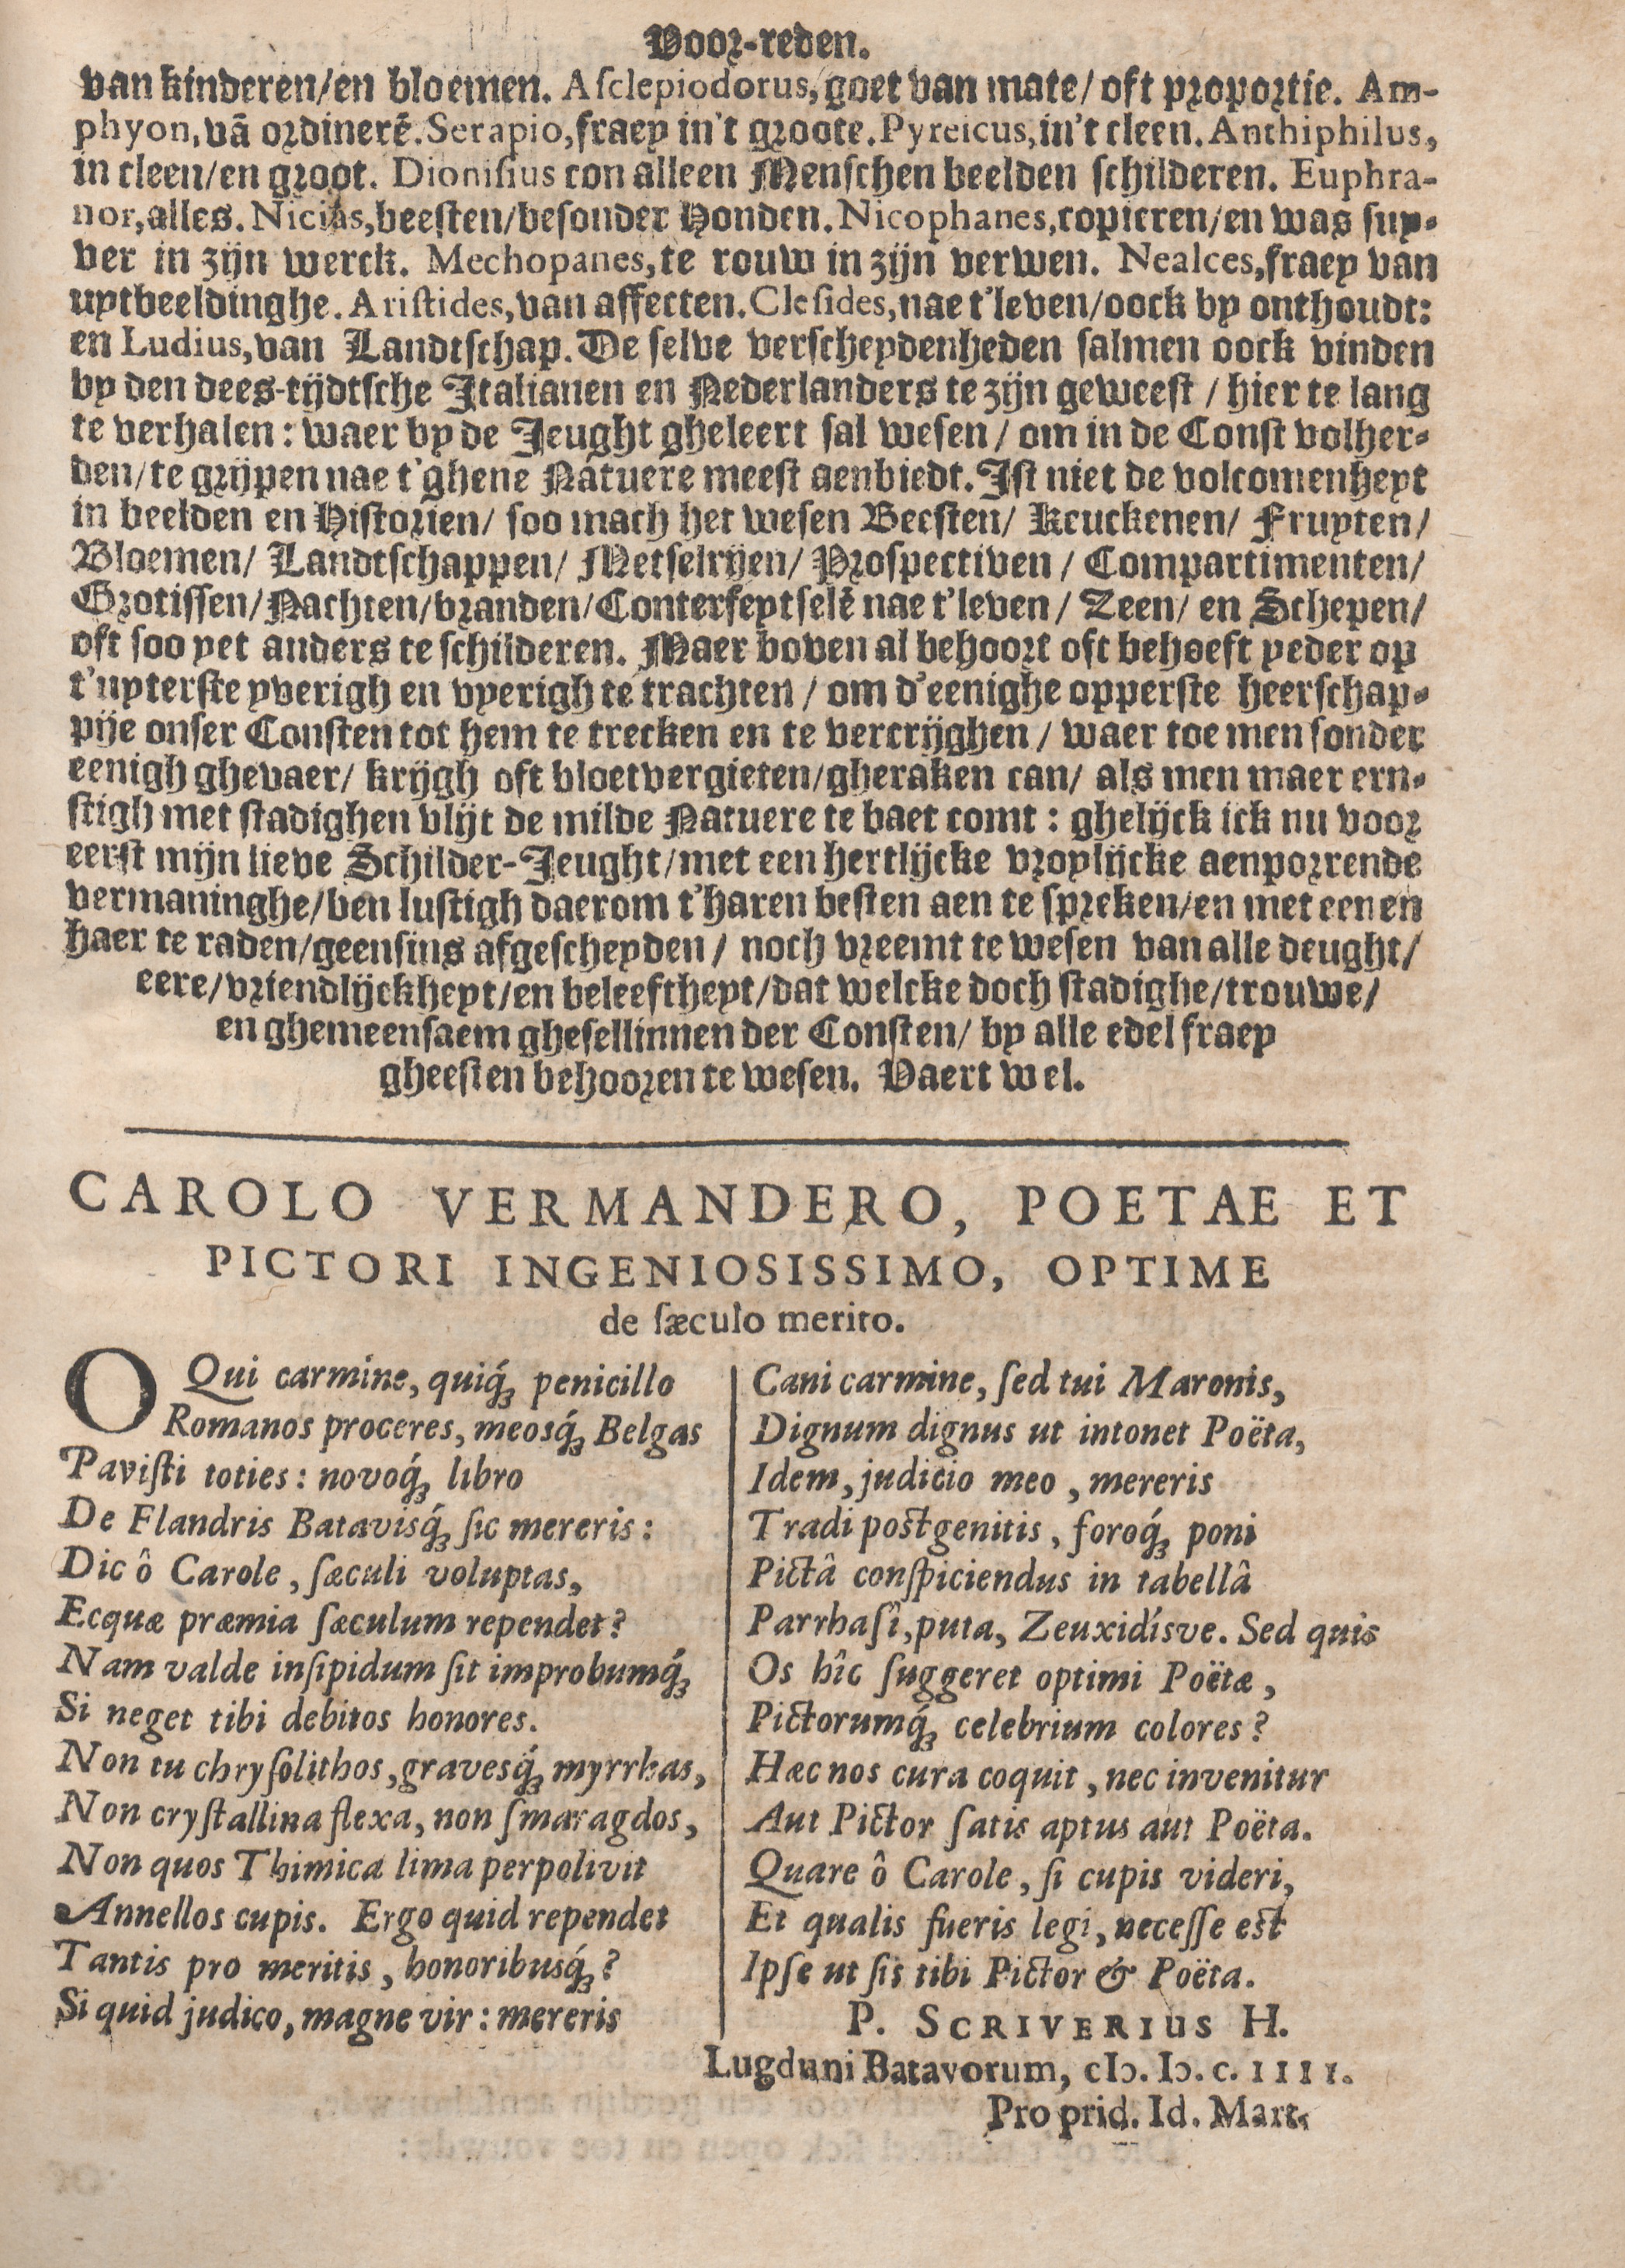 Voor-reden.
van kinderen/en bloemen. Asclepiodorus, goet van mate/ oft proportie. Am-
phyon, vā ordinerē. Serapio, fraey in't groote. Pyreicus, in't cleen. Anthiphilus,
in cleen/en groot. Dionisius con alleen Menschen beelden schilderen. Euphra-
nor, alles. Nicias, beesten/besonder Honden. Nicophanes, copieren/en was suy-
ver in zijn werck. Mechopanes, te rouw in zijn verwen. Nealces, fraey van
uytbeeldinghe. Aristides, van affecten. Clesides, nae t'leven/oock by onthoudt:
en Ludius, van Landtschap. De selve verscheydenheden salmen oock vinden
by den dees-tijdtsche Italianen en Nederlanders te zijn geweest / hier te lang
te verhalen: waer by de Jeught gheleert sal wesen / om in de Const volher-
den/te grijpen nae t'ghene Natuere meest aenbiedt. Ist niet de volcomenheyt
in beelden en Historien/ soo mach het wesen Beesten/ Keuckenen/ Fruyten/
Bloemen/ Landtschappen/ Metselrijen/ Prospectiven / Compartimenten/
Grotissen/Nachten/branden/Conterfeytselē nae t'leven/ Zeen/ en Schepen/
oft soo yet anders te schilderen. Maer boven al behoort oft behoeft yeder op
t'uyterste yverigh en vyerigh te trachten / om d'eenighe opperste heerschap-
pije onser Consten tot hem te trecken en te vercrijghen / waer toe men sonder
eenigh ghevaer/ krijgh oft bloetvergieten/gheraken can/ als men maer ern-
stigh met stadighen vlijt de milde Natuere te baet comt: ghelijck ick nu voor
eerst mijn lieve Schilder-Jeught/met een hertlijcke vroylijcke aenporrende
vermaninghe/ben lustigh daerom t'haren besten aen te spreken/en met eenen
haer te raden/geensins afgescheyden / noch vreemt te wesen van alle deught/
eere/vriendlijckheyt/en beleeftheyt/dat welcke doch stadighe/trouwe/
en ghemeensaem ghesellinnen der Consten/ by alle edel fraey
gheesten behooren te wesen. Vaert wel.
CAROLO VERMANDERO, POETAE ET
PICTORI INGENIOSISSIMO, OPTIME
de sæculo merito.
O Qui carmine, quiq́ꝫ penicillo
Romanos proceres, meosq́ꝫ Belgas
Pavisti toties: novoq́ꝫ libro
De Flandris Batavisq́ꝫ sic mereris:
Dic ô Carole, sæculi voluptas,
Ecquæ præmia sæculum rependet?
Nam valde insipidum sit improbumq́ꝫ
Si neget tibi debitos honores.
Non tu chrysolithos, gravesq́ꝫ myrrhas,
Non crystallina flexa, non smaragdos,
Non quos Thimica lima perpolivit
Annellos cupis. Ergo quid rependet
Tantis pro meritis, honoribusq́ꝫ?
Si quid judico, magne vir: mereris
Cani carmine, sed tui Maronis,
Dignum dignus ut intonet Poëta,
Idem, judicio meo, mereris
Tradi postgenitis, foroq́ꝫ poni
Pictâ conspiciendus in tabellâ
Parrhasî, puta, Zeuxidísve. Sed quis
Os hîc suggeret optimi Poëtæ,
Pictorumq́ꝫ celebrium colores?
Hæc nos cura coquit, nec invenitur
Aut Pictor satis aptus aut Poëta.
Quare ô Carole, si cupis videri,
Et qualis fueris legi, necesse est
Ipse ut sis tibi Pictor & Poëta.
P. SCRIVERIUS H.
Lugduni Batavorum, cIↄ. Iↄ. c. IIII.
Pro prid. Id. Mart.